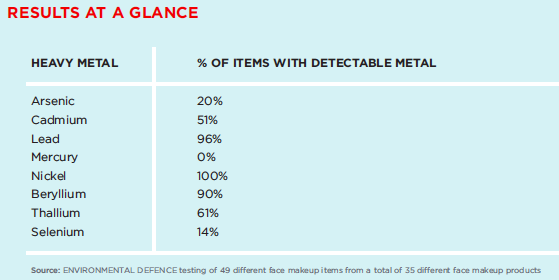 RESULTS AT A GLANCE
HEAVY METAL % OF ITEMS WITH DETECTABLE METAL
Arsenic 20%
Cadmium 51%
Lead 96%
Mercury 0%
Nickel 100%
Beryllium 90%
Thallium 61%
Selenium 14%
Source: ENVIRONMENTAL DEFENCE testing of 49 different face makeup items from a total of 35 different face makeup products